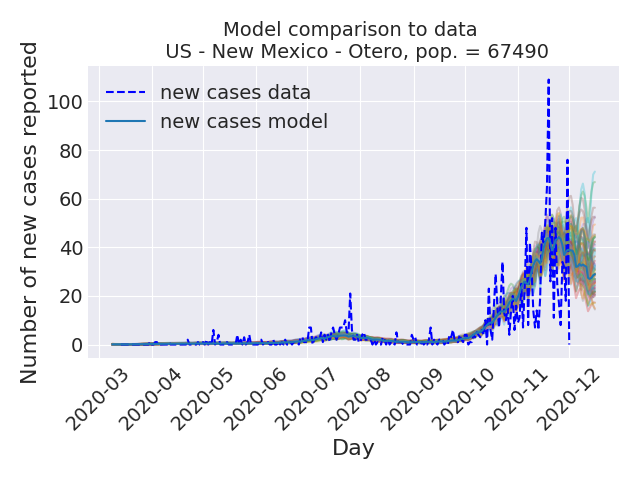 Model comparison to data
US - New Mexico - Otero, pop. = 67490
Number of new cases reported
new cases data
new cases model
100
80
60
40
20
0
2020-03
2020-04
2020-05
2020-06
2020-07
2020-08
2020-09
2020-10
2020-11
2020-12
Day